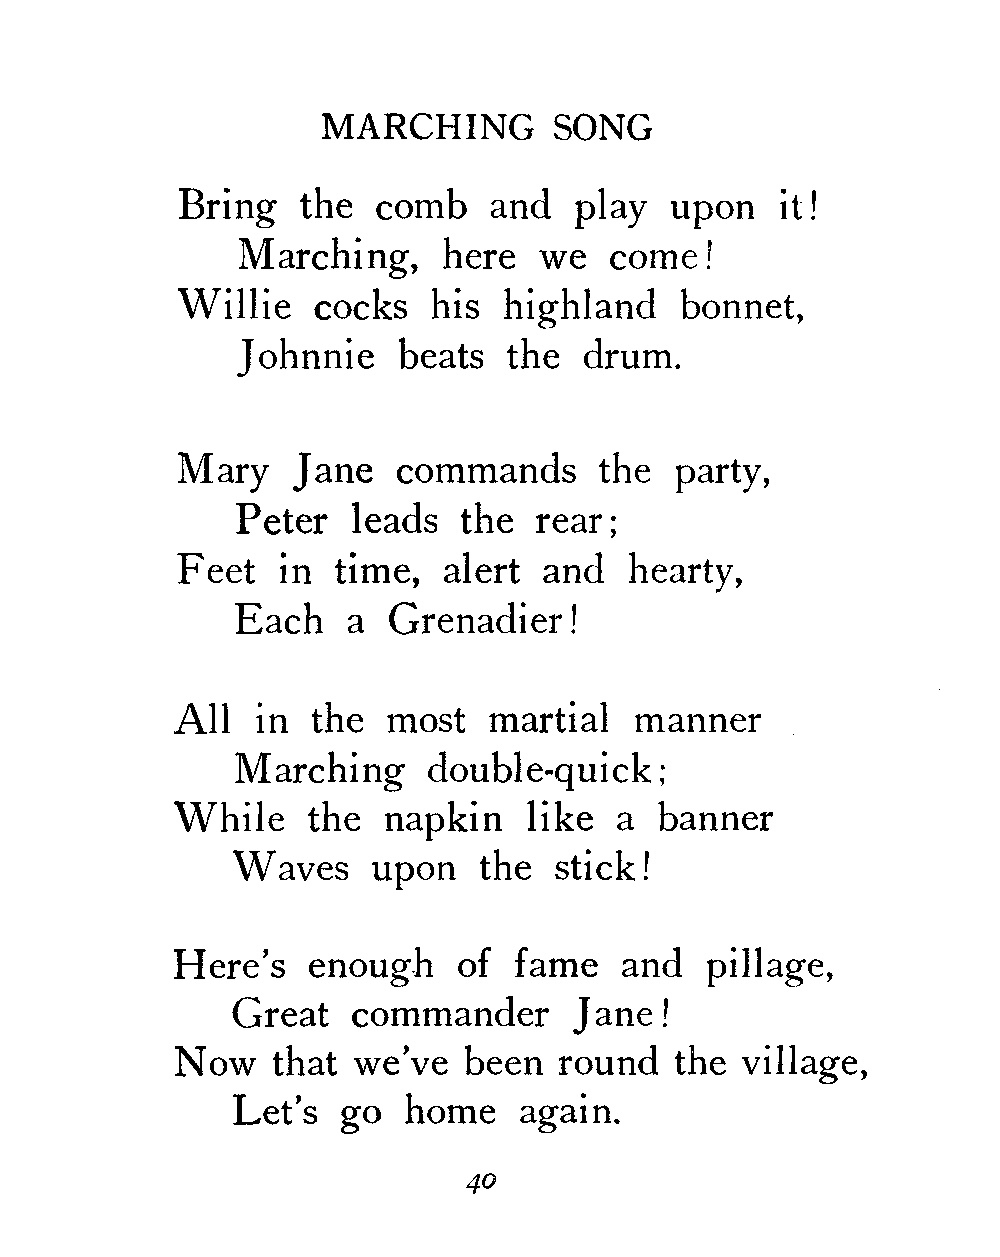 MARCHING SONG
Bring the comb and play upon it!
Marching, here we come!
Willie cocks his highland bonnet,
Johnnie beats the drum.
Mary Jane commands the party,
Peter leads the rear;
Feet in time, alert and hearty,
Each a Grenadier!
All in the most martial manner
Marching double-quick;
While the napkin like a banner
Waves upon the stick!
Here's enough of fame and pillage,
Great commander Jane!
Now that we've been round the village,
Let's go home again.
40